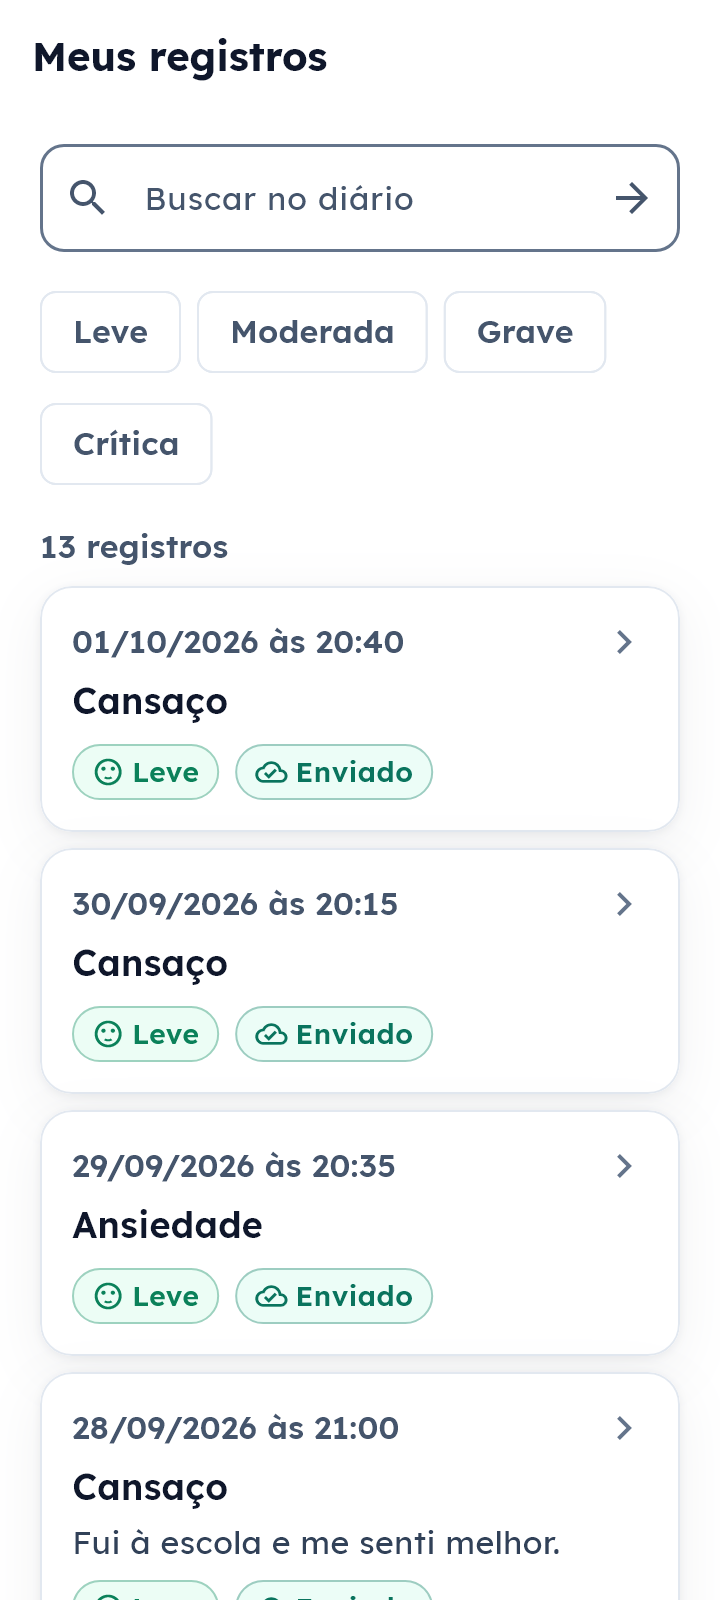 Meus registros
Buscar no diário
Leve Moderada Grave
Crítica
13 registros
01/10/2026 às 20:40
Cansaço
Leve Enviado
30/09/2026 às 20:15
Cansaço
Leve Enviado
29/09/2026 às 20:35
Ansiedade
Leve Enviado
28/09/2026 às 21:00
Cansaço
Fui à escola e me senti melhor.